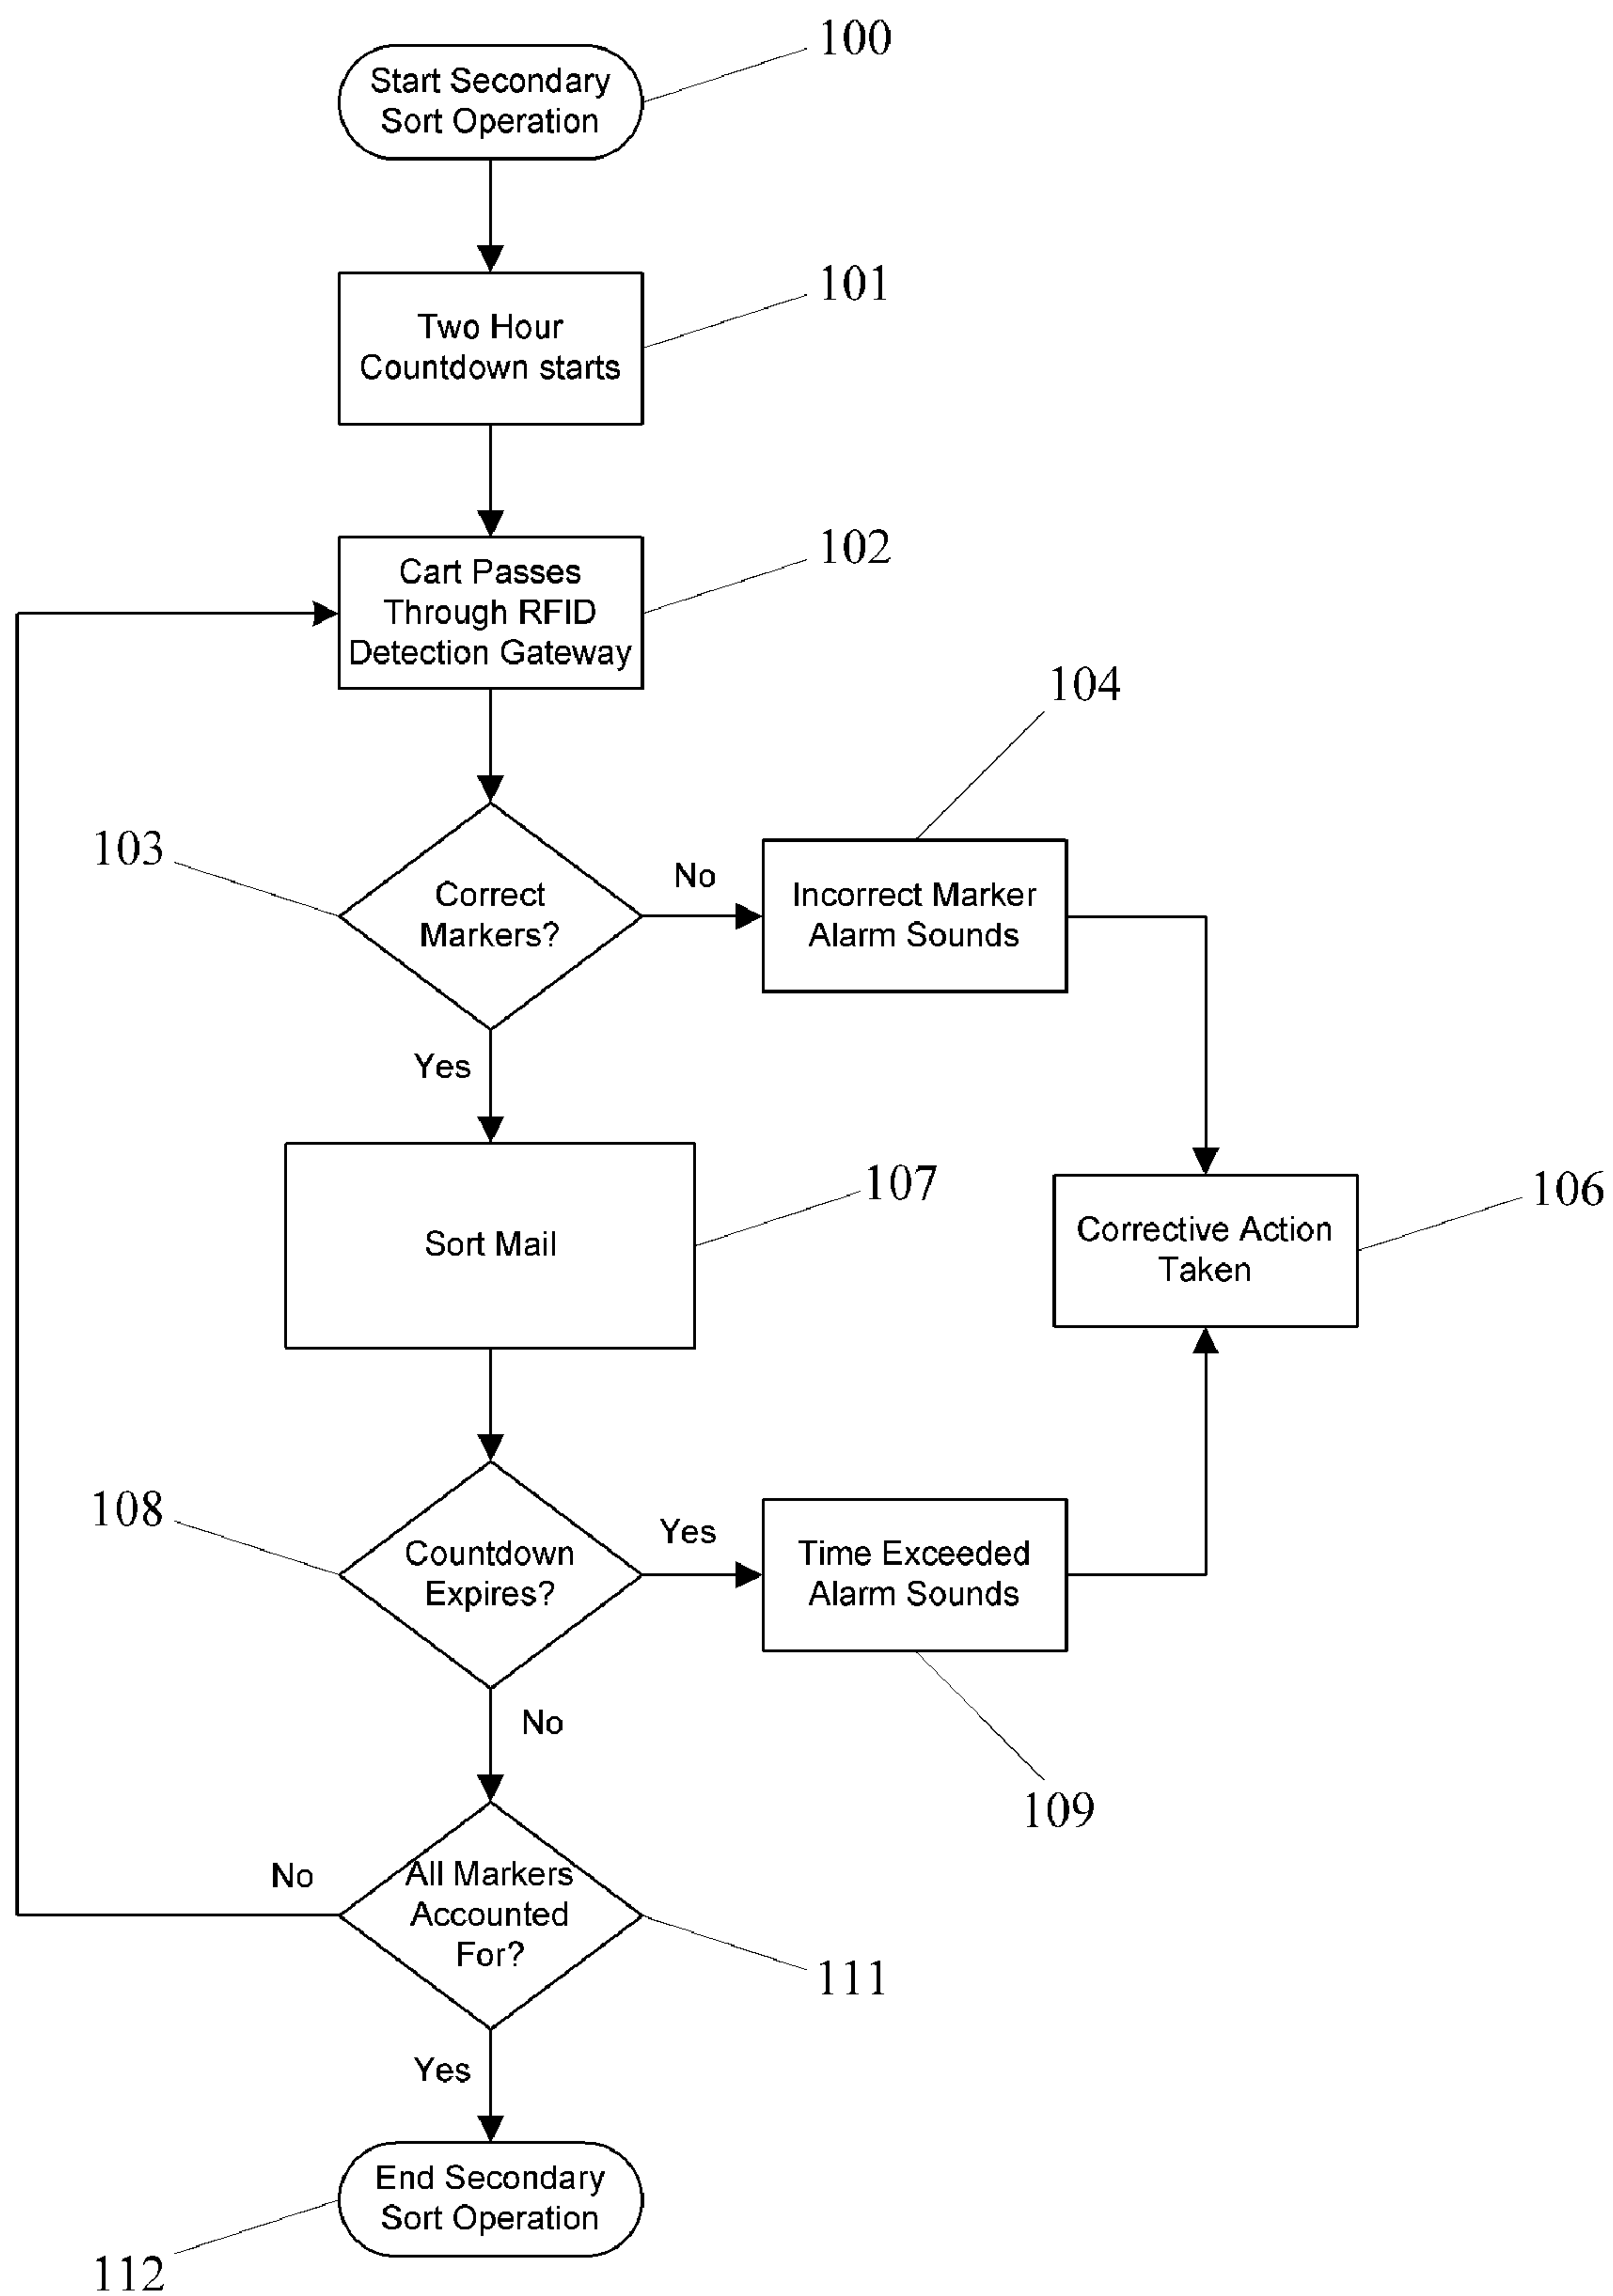 100
Start Secondary
Sort Operation
101
Two Hour
Countdown starts
102
Cart Passes
Through RFID
Detection Gateway
104
103
Correct
Markers?
No
Incorrect Marker
Alarm Sounds
Yes
107
106
Sort Mail
Corrective Action
Taken
108
Countdown
Expires?
Yes
Time Exceeded
Alarm Sounds
No
109
No
All Markers
Accounted
For?
111
Yes
End Secondary
Sort Operation
112